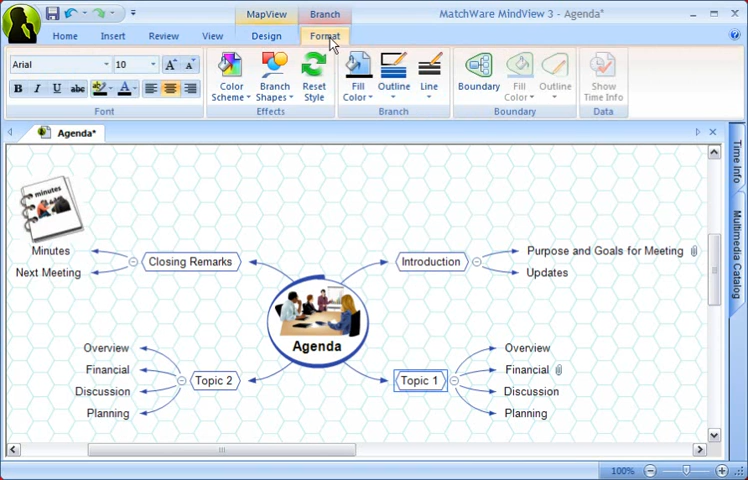 MapView Branch MatchWare MindView 3 - Agenda*
Home Insert Review View Design Format
Arial 10 A A
B I U abc A
Font
Color Scheme
Branch Shapes
Reset Style
Effects
Fill Color
Outline
Line
Branch
Boundary
Fill Color
Outline
Boundary
Show Time Info
Data
Agenda*
Time Info
Multimedia Catalog
minutes
Minutes
Next Meeting
Closing Remarks
Introduction
Purpose and Goals for Meeting
Updates
Agenda
Overview
Financial
Discussion
Planning
Topic 2
Topic 1
Overview
Financial
Discussion
Planning
100%